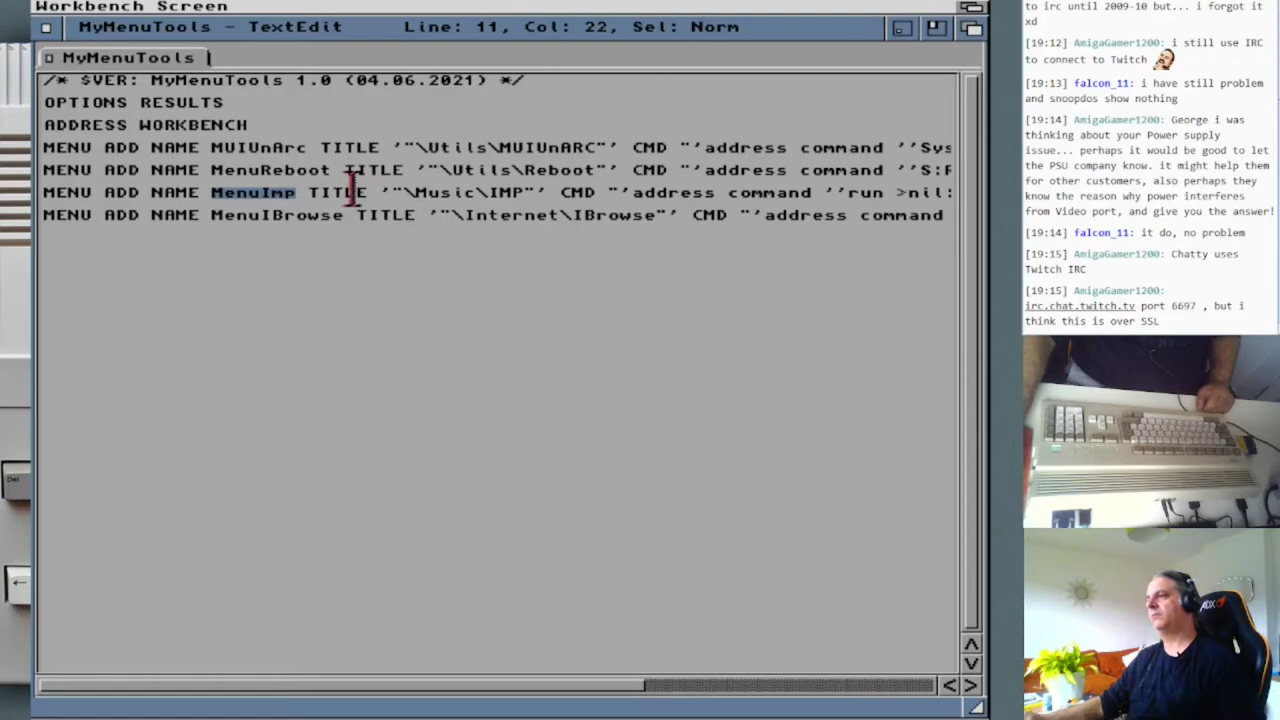 Workbench Screen
MyMenuTools - TextEdit Line: 11, Col: 22, Sel: Norm
MyMenuTools
/* $VER: MyMenuTools 1.0 (04.06.2021) */
OPTIONS RESULTS
ADDRESS WORKBENCH
MENU ADD NAME MUIUnArc TITLE '"\Utils\MUIUnARC"' CMD "'address command ''Sys
MENU ADD NAME MenuReboot TITLE '"\Utils\Reboot"' CMD "'address command ''S:R
MENU ADD NAME MenuImp TITLE '"\Music\IMP"' CMD "'address command ''run >nil:
MENU ADD NAME MenuIBrowse TITLE '"\Internet\IBrowse"' CMD "'address command
Del
to irc until 2009-10 but... i forgot it
xd
[19:12] AmigaGamer1200: i still use IRC
to connect to Twitch
[19:13] falcon_11: i have still problem
and snoopdos show nothing
[19:14] AmigaGamer1200: George i was
thinking about your Power supply
issue... perhaps it would be good to let
the PSU company know. it might help them
for other customers, also perhaps they
know the reason why power interferes
from Video port, and give you the answer!
[19:14] falcon_11: it do, no problem
[19:15] AmigaGamer1200: Chatty uses
Twitch IRC
[19:15] AmigaGamer1200:
irc.chat.twitch.tv port 6697 , but i
think this is over SSL
ADX